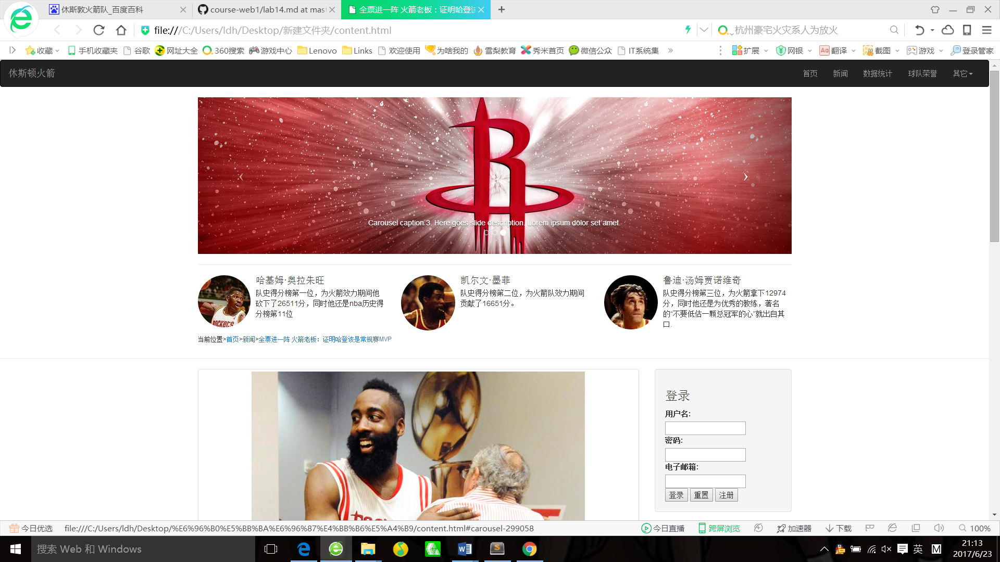 休斯敦火箭队_百度百科
course-web1/lab14.md at mast
全票进一阵 火箭老板：证明哈登该
file:///C:/Users/ldh/Desktop/新建文件夹/content.html
杭州豪宅火灾系人为放火
收藏 手机收藏夹 谷歌 网址大全 360搜索 游戏中心 Lenovo Links 欢迎使用 为啥我的 雪梨教育 秀米首页 微信公众 IT系统集 » 扩展 网银 翻译 截图 游戏 登录管家
休斯顿火箭 首页 新闻 数据统计 球队荣誉 其它
Carousel caption 3. Here goes slide description. Lorem ipsum dolor set amet.
哈基姆·奥拉朱旺
队史得分榜第一位，为火箭效力期间他
砍下了26511分，同时他还是nba历史得
分榜第11位
凯尔文·墨菲
队史得分榜第二位，为火箭队效力期间
贡献了16651分。
鲁迪·汤姆贾诺维奇
队史得分榜第三位，为火箭拿下12974
分，同时他还是为优秀的教练，著名
的“不要低估一颗总冠军的心”就出自其
口.
当前位置>首页>新闻>全票进一阵 火箭老板：证明哈登该是常规赛MVP
登录
用户名:
密码:
电子邮箱:
登录 重置 注册
ROCKETS
今日优选 file:///C:/Users/ldh/Desktop/%E6%96%B0%E5%BB%BA%E6%96%87%E4%BB%B6%E5%A4%B9/content.html#carousel-299058 今日直播 跨屏浏览 加速器 下载 100%
搜索 Web 和 Windows
英 M
21:13
2017/6/23